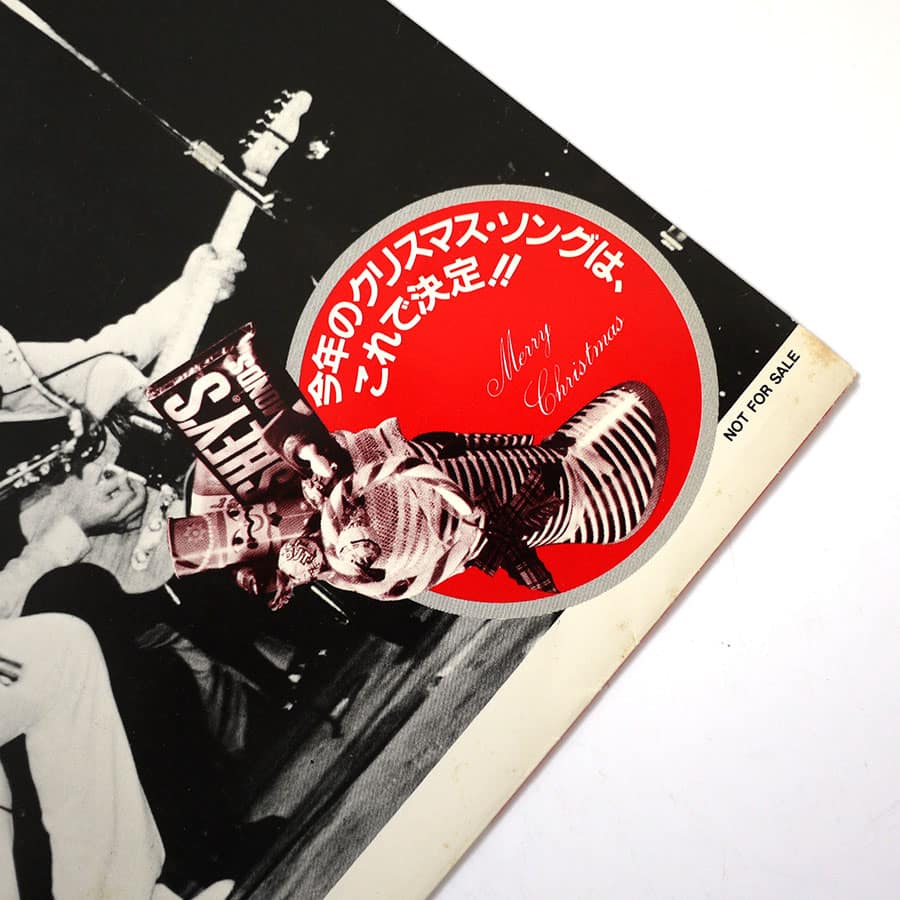 今年のクリスマス・ソングは、
これで決定!!
Merry
Christmas
SHEY'S
NOT FOR SALE